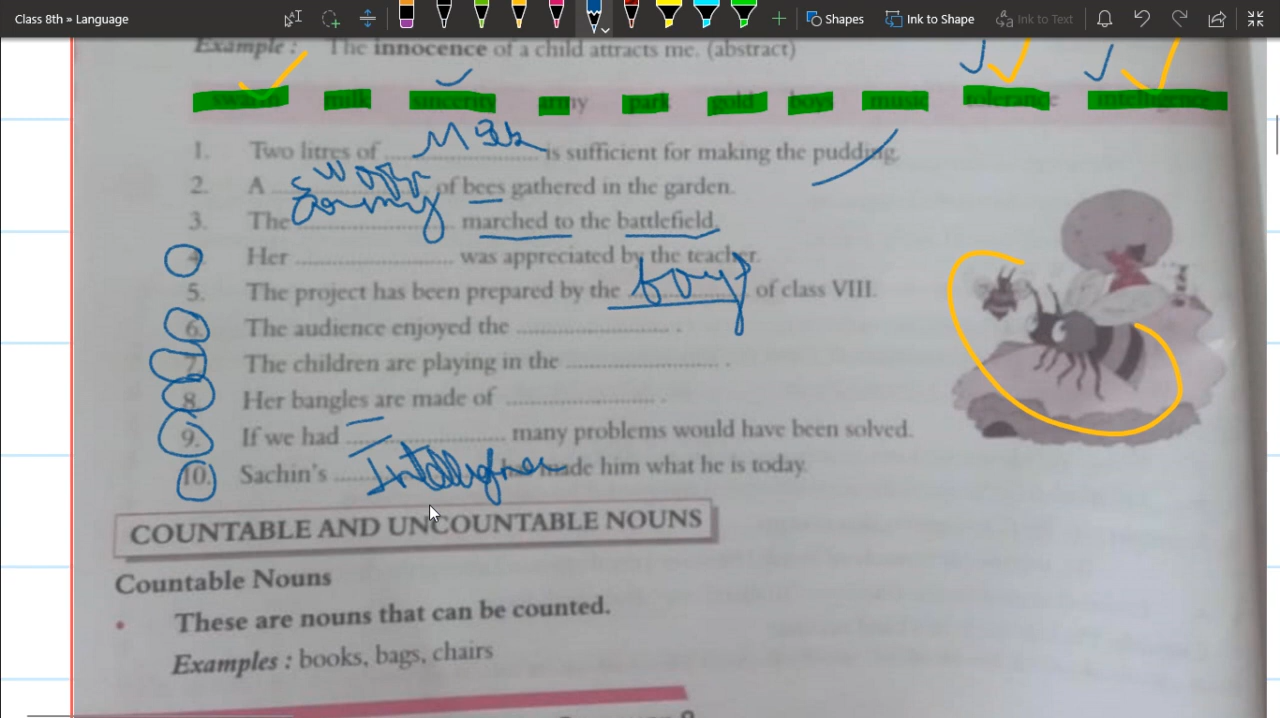 Class 8th » Language
Shapes
Ink to Shape
Ink to Text
Example : The innocence of a child attracts me. (abstract)
swarm milk sincerity army park gold boys music tolerance intelligence
1. Two litres of Milk is sufficient for making the pudding.
2. A of bees gathered in the garden.
3. The army marched to the battlefield.
4. Her was appreciated by the teacher.
5. The project has been prepared by the boys of class VIII.
6. The audience enjoyed the .
7. The children are playing in the .
8. Her bangles are made of .
9. If we had many problems would have been solved.
10. Sachin's made him what he is today.
COUNTABLE AND UNCOUNTABLE NOUNS
Countable Nouns
• These are nouns that can be counted.
Examples : books, bags, chairs